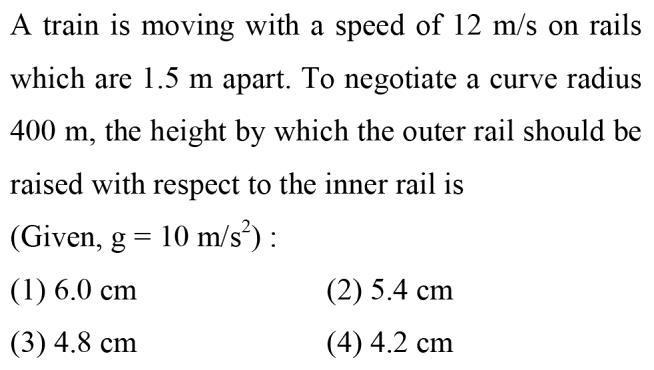 A train is moving with a speed of 12 m/s on rails
which are 1.5 m apart. To negotiate a curve radius
400 m, the height by which the outer rail should be
raised with respect to the inner rail is
(Given, g = 10 m/s²) :
(1) 6.0 cm (2) 5.4 cm
(3) 4.8 cm (4) 4.2 cm